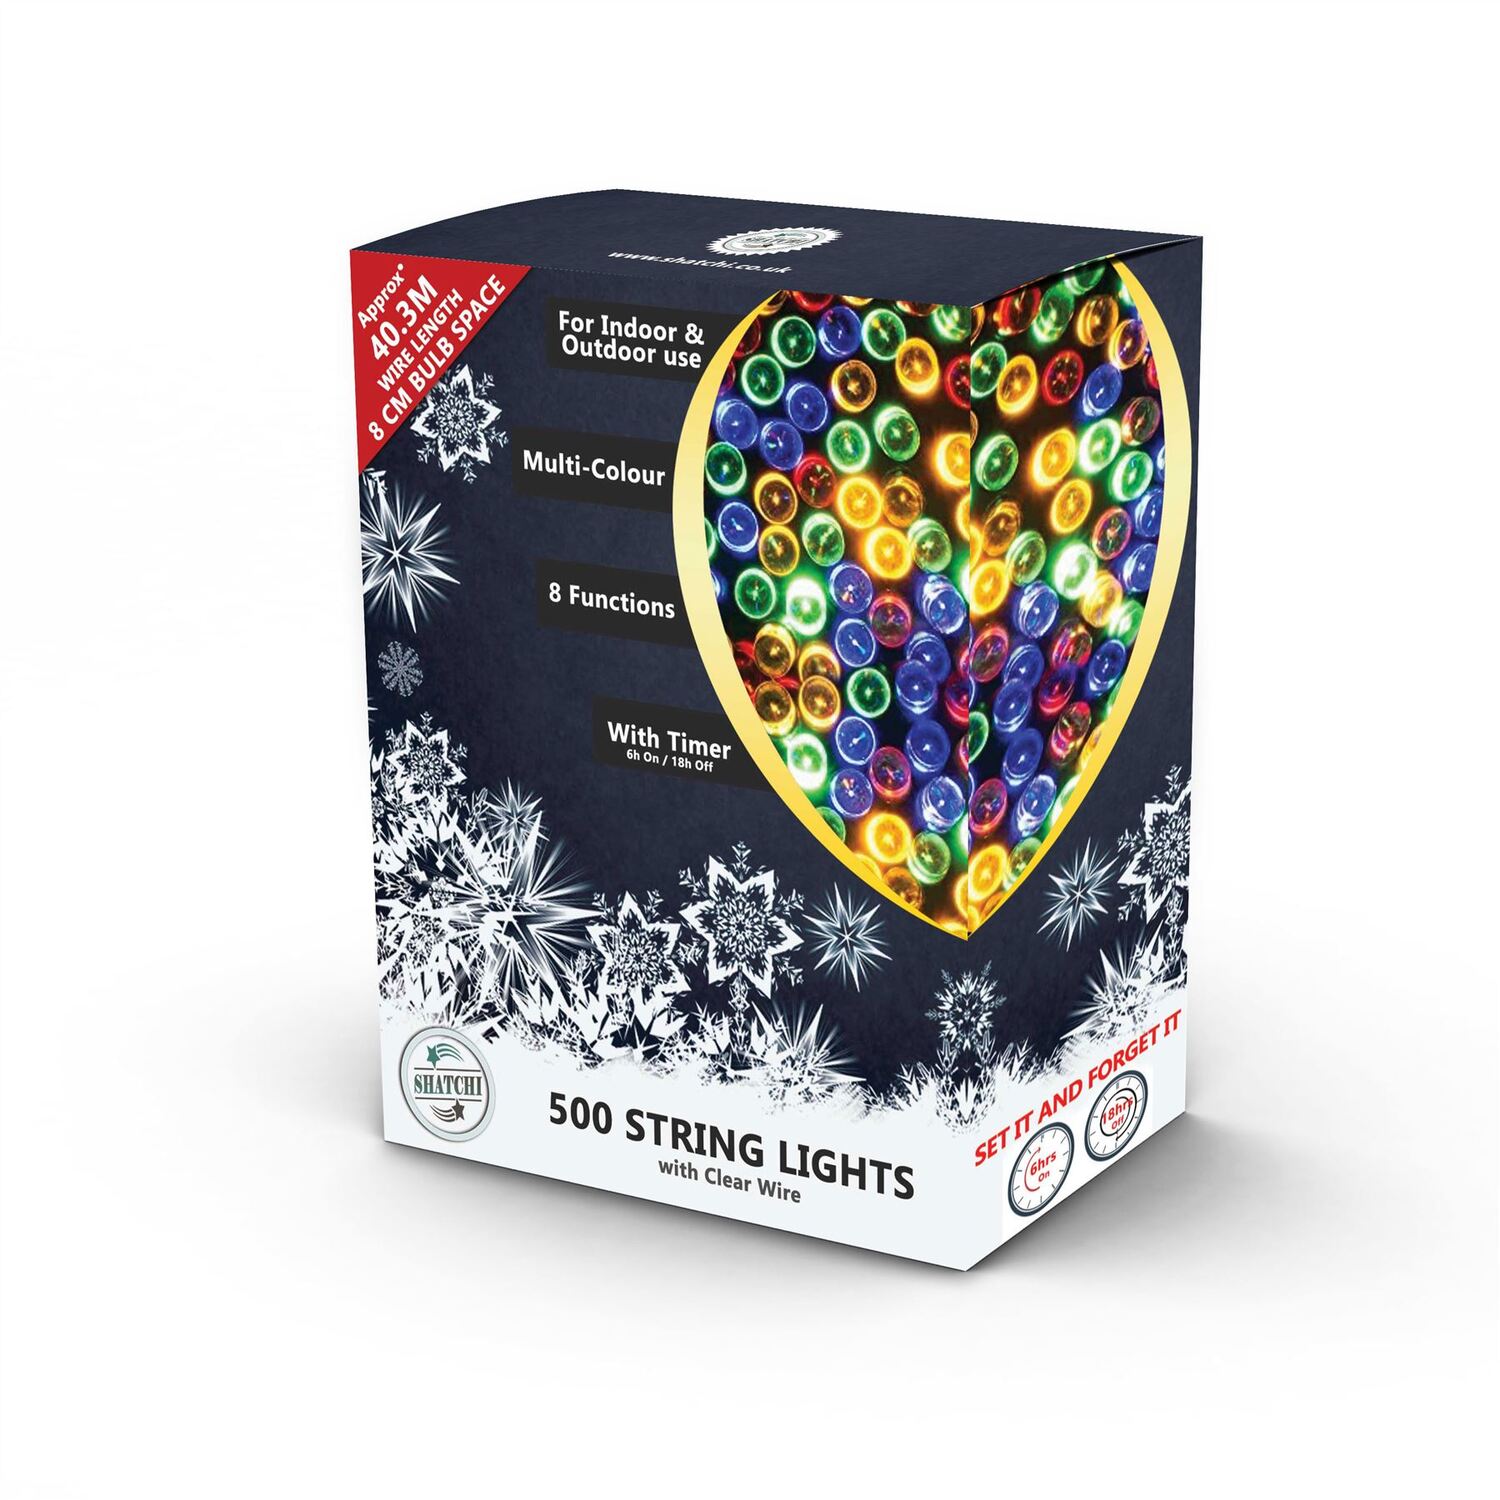 SHATCHI
www.shatchi.co.uk
Approx*
40.3M
WIRE LENGTH
8 CM BULB SPACE
For Indoor &
Outdoor use
Multi-Colour
8 Functions
With Timer
6h On / 18h Off
SHATCHI
500 STRING LIGHTS
with Clear Wire
SET IT AND FORGET IT
6hrs
On
18hrs
Off